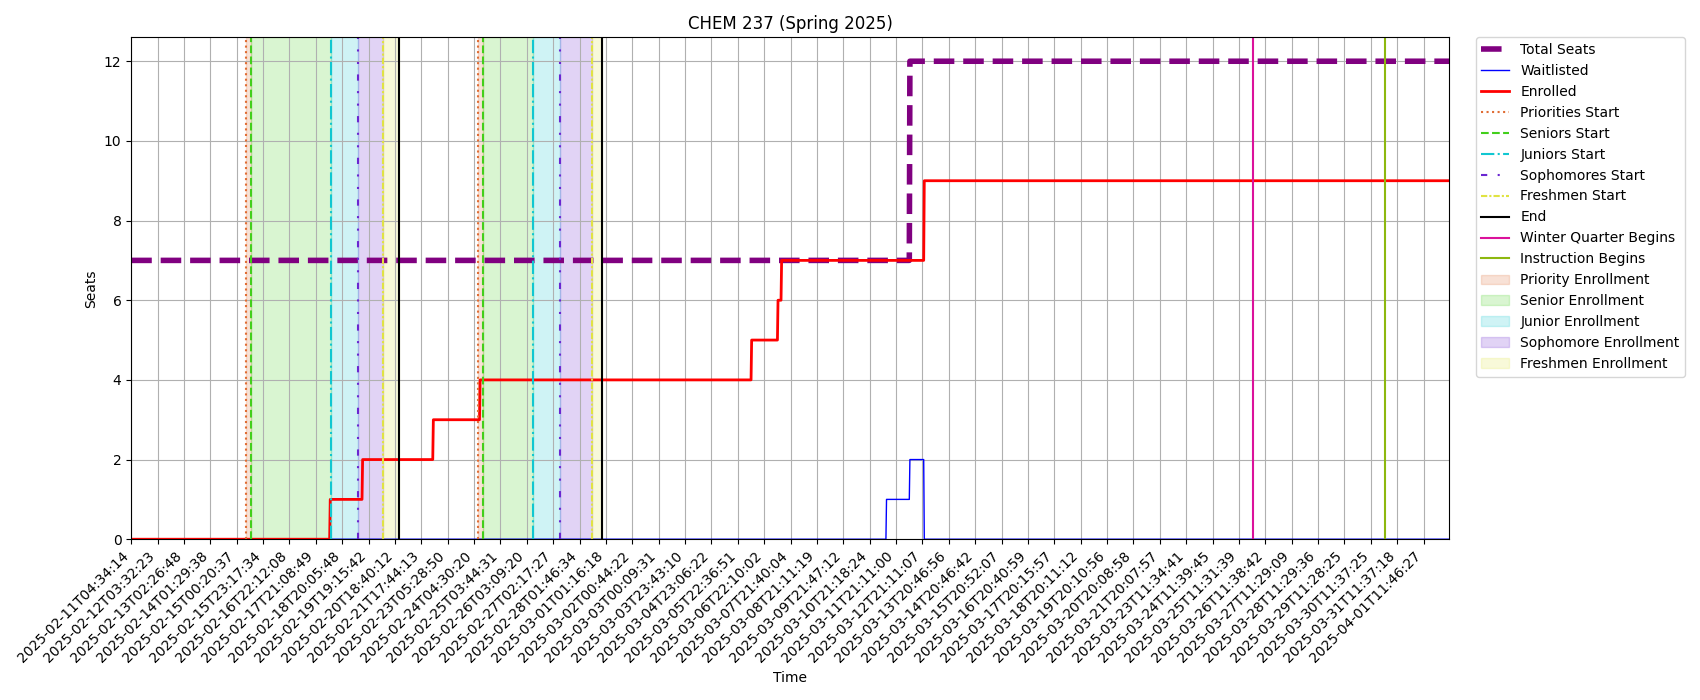 CHEM 237 (Spring 2025)
Seats
12
10
8
6
4
2
0
2025-02-11T04:34:14
2025-02-12T03:32:23
2025-02-13T02:26:48
2025-02-14T01:29:38
2025-02-15T00:20:37
2025-02-15T23:17:34
2025-02-16T22:12:08
2025-02-17T21:08:49
2025-02-18T20:05:48
2025-02-19T19:15:42
2025-02-20T18:40:12
2025-02-21T17:44:13
2025-02-23T05:28:50
2025-02-24T04:30:20
2025-02-25T03:44:31
2025-02-26T03:09:20
2025-02-27T02:17:27
2025-02-28T01:46:34
2025-03-01T01:16:18
2025-03-02T00:44:22
2025-03-03T00:09:31
2025-03-03T23:43:10
2025-03-04T23:06:22
2025-03-05T22:36:51
2025-03-06T22:10:02
2025-03-07T21:40:04
2025-03-08T21:11:19
2025-03-09T21:47:12
2025-03-10T21:18:24
2025-03-11T21:11:00
2025-03-12T21:11:07
2025-03-13T20:46:56
2025-03-14T20:46:42
2025-03-15T20:52:07
2025-03-16T20:40:59
2025-03-17T20:15:57
2025-03-18T20:11:12
2025-03-19T20:10:56
2025-03-20T20:08:58
2025-03-21T20:07:57
2025-03-23T11:34:41
2025-03-24T11:39:45
2025-03-25T11:31:39
2025-03-26T11:38:42
2025-03-27T11:29:09
2025-03-28T11:29:36
2025-03-29T11:28:25
2025-03-30T11:37:25
2025-03-31T11:37:18
2025-04-01T11:46:27
Time
Total Seats
Waitlisted
Enrolled
Priorities Start
Seniors Start
Juniors Start
Sophomores Start
Freshmen Start
End
Winter Quarter Begins
Instruction Begins
Priority Enrollment
Senior Enrollment
Junior Enrollment
Sophomore Enrollment
Freshmen Enrollment